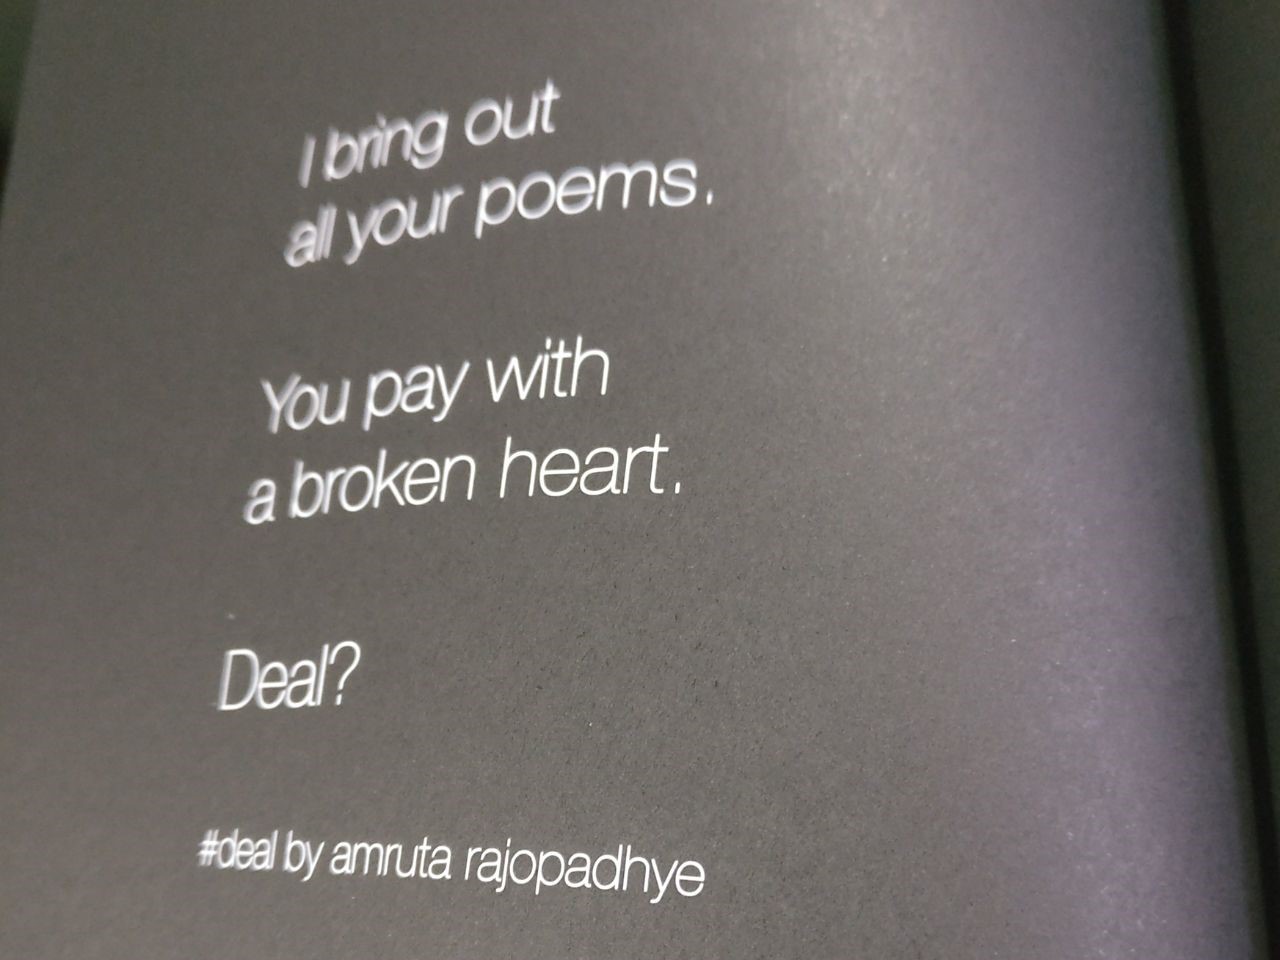 I bring out
all your poems.
You pay with
a broken heart.
Deal?
#deal by amruta rajopadhye